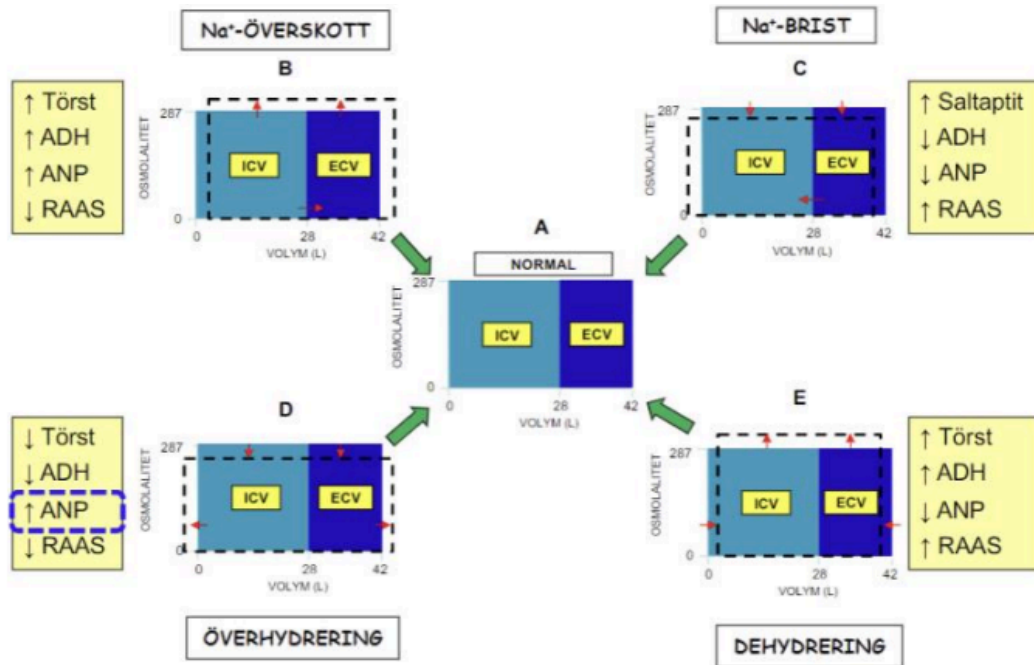 Na⁺-ÖVERSKOTT
B
↑ Törst
↑ ADH
↑ ANP
↓ RAAS
OSMOLALITET
287
0
ICV
ECV
0
28
42
VOLYM (L)
Na⁺-BRIST
C
OSMOLALITET
287
0
ICV
ECV
0
28
42
VOLYM (L)
↑ Saltaptit
↓ ADH
↓ ANP
↑ RAAS
A
NORMAL
OSMOLALITET
287
0
ICV
ECV
0
28
42
VOLYM (L)
D
↓ Törst
↓ ADH
↑ ANP
↓ RAAS
OSMOLALITET
287
0
ICV
ECV
0
28
42
VOLYM (L)
ÖVERHYDRERING
E
OSMOLALITET
287
0
ICV
ECV
0
28
42
VOLYM (L)
↑ Törst
↑ ADH
↓ ANP
↑ RAAS
DEHYDRERING